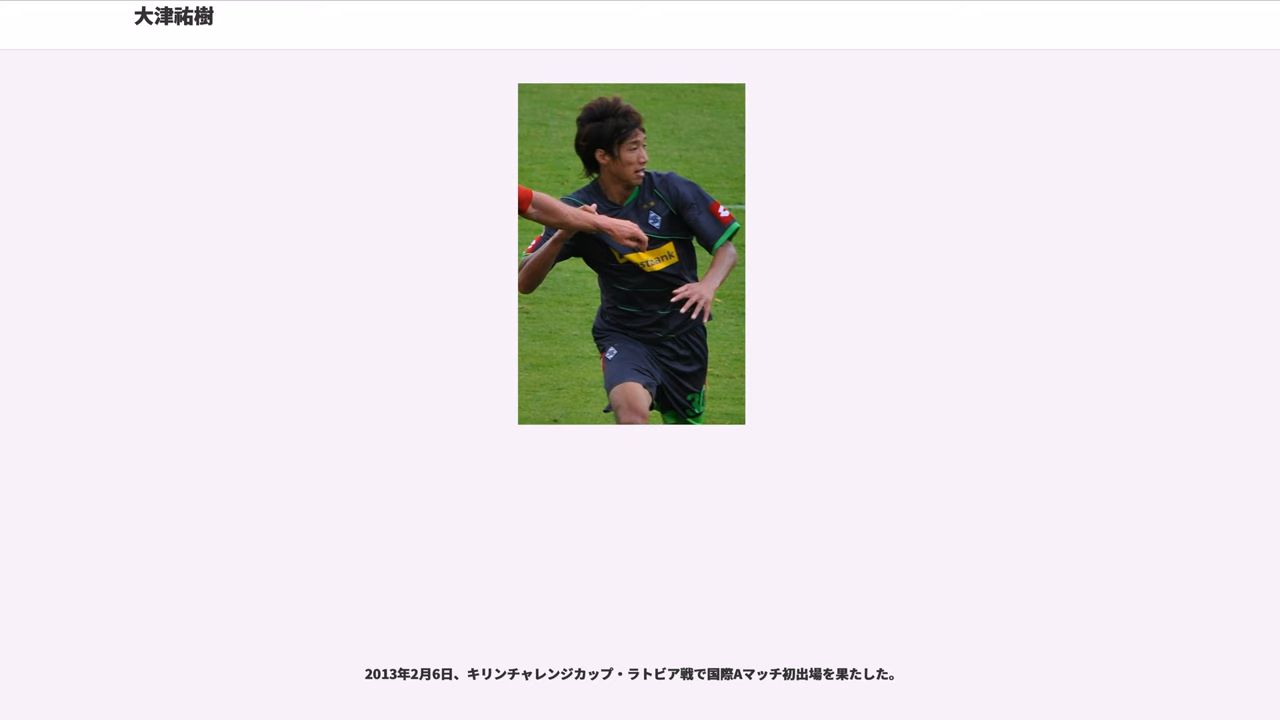 大津祐樹
stbank
2013年2月6日、キリンチャレンジカップ・ラトビア戦で国際Aマッチ初出場を果たした。